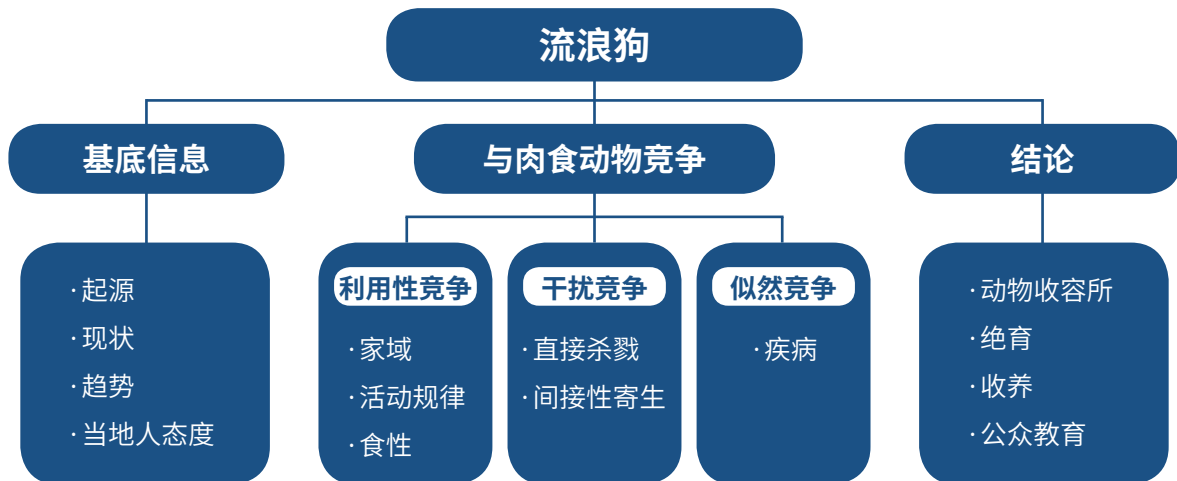 流浪狗
基底信息
与肉食动物竞争
结论
·起源
·现状
·趋势
·当地人态度
利用性竞争
·家域
·活动规律
·食性
干扰竞争
·直接杀戮
·间接性寄生
似然竞争
·疾病
·动物收容所
·绝育
·收养
·公众教育